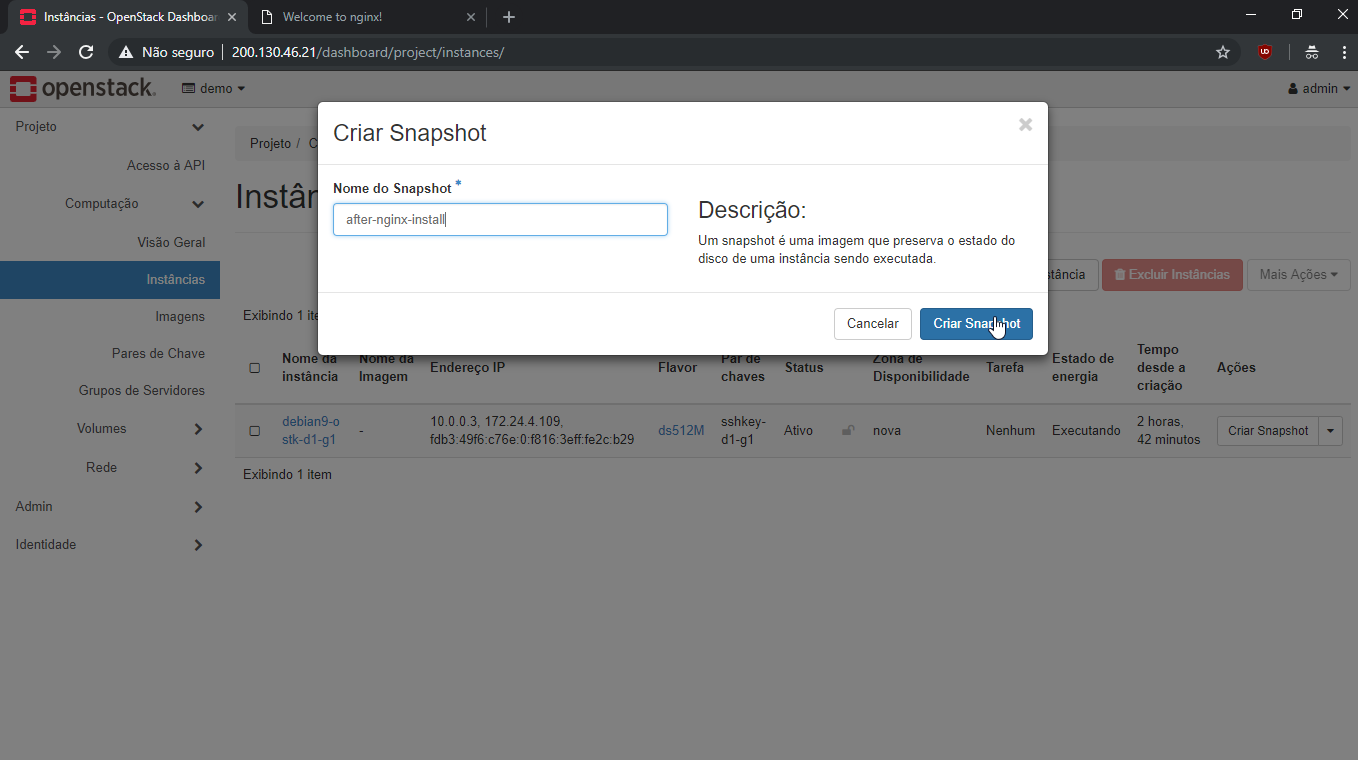 Instâncias - OpenStack Dashboar
Welcome to nginx!
Não seguro
200.130.46.21/dashboard/project/instances/
openstack.
demo
admin
Projeto
Acesso à API
Computação
Visão Geral
Instâncias
Imagens
Pares de Chave
Grupos de Servidores
Volumes
Rede
Admin
Identidade
Projeto / C
Instân
Criar Snapshot
Nome do Snapshot *
after-nginx-install
Descrição:
Um snapshot é uma imagem que preserva o estado do
disco de uma instância sendo executada.
Cancelar
Criar Snapshot
stância
Excluir Instâncias
Mais Ações
Exibindo 1 ite
Nome da instância
Nome da Imagem
Endereço IP
Flavor
Par de chaves
Status
Zona de Disponibilidade
Tarefa
Estado de energia
Tempo desde a criação
Ações
debian9-o
stk-d1-g1
-
10.0.0.3, 172.24.4.109,
fdb3:49f6:c76e:0:f816:3eff:fe2c:b29
ds512M
sshkey-
d1-g1
Ativo
nova
Nenhum
Executando
2 horas,
42 minutos
Criar Snapshot
Exibindo 1 item